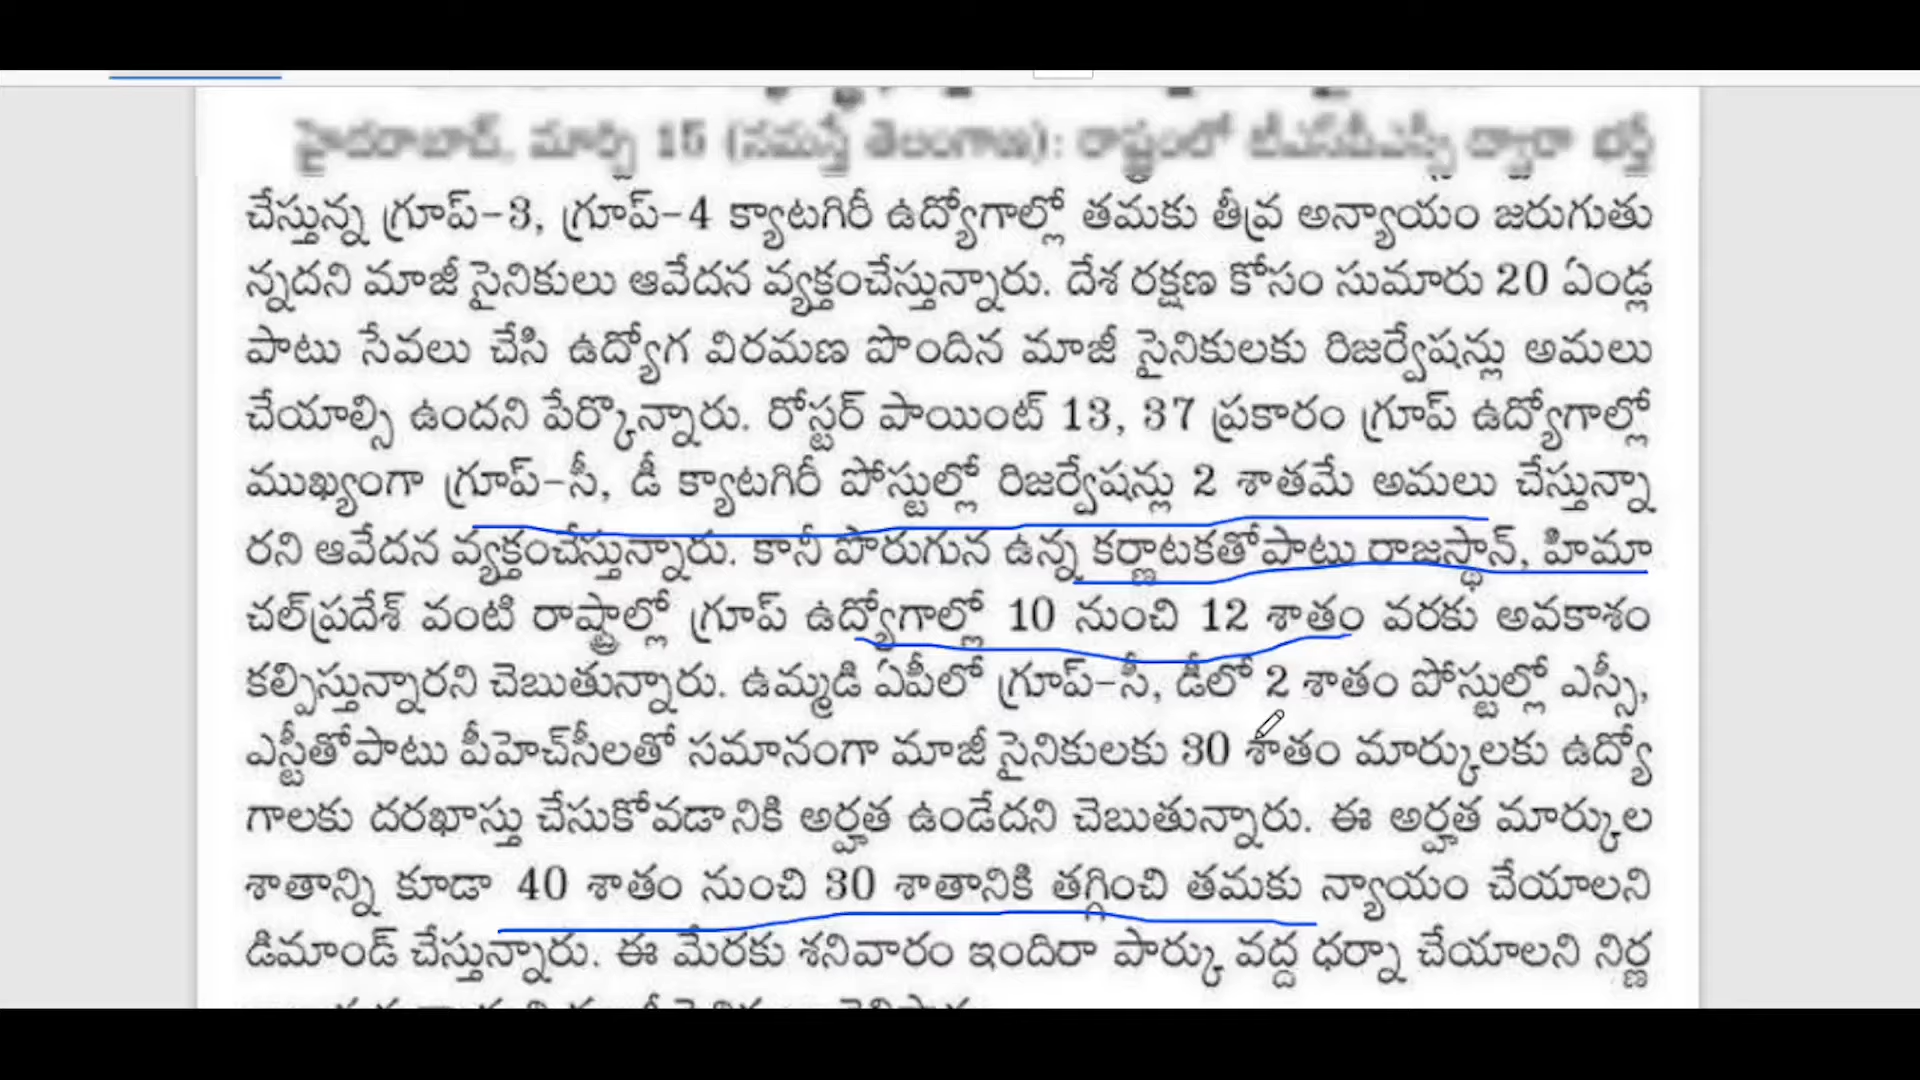 హైదరాబాద్, మార్చి 15 (నమస్తే తెలంగాణ): రాష్ట్రంలో టీఎస్‌పీఎస్సీ ద్వారా భర్తీ
చేస్తున్న గ్రూప్-3, గ్రూప్-4 క్యాటగిరీ ఉద్యోగాల్లో తమకు తీవ్ర అన్యాయం జరుగుతు
న్నదని మాజీ సైనికులు ఆవేదన వ్యక్తంచేస్తున్నారు. దేశ రక్షణ కోసం సుమారు 20 ఏండ్ల
పాటు సేవలు చేసి ఉద్యోగ విరమణ పొందిన మాజీ సైనికులకు రిజర్వేషన్లు అమలు
చేయాల్సి ఉందని పేర్కొన్నారు. రోస్టర్ పాయింట్ 13, 37 ప్రకారం గ్రూప్ ఉద్యోగాల్లో
ముఖ్యంగా గ్రూప్-సీ, డీ క్యాటగిరీ పోస్టుల్లో రిజర్వేషన్లు 2 శాతమే అమలు చేస్తున్నా
రని ఆవేదన వ్యక్తంచేస్తున్నారు. కానీ పొరుగున ఉన్న కర్ణాటకతోపాటు రాజస్థాన్, హిమా
చల్‌ప్రదేశ్ వంటి రాష్ట్రాల్లో గ్రూప్ ఉద్యోగాల్లో 10 నుంచి 12 శాతం వరకు అవకాశం
కల్పిస్తున్నారని చెబుతున్నారు. ఉమ్మడి ఏపీలో గ్రూప్-సీ, డీలో 2 శాతం పోస్టుల్లో ఎస్సీ,
ఎస్టీతోపాటు పీహెచ్‌సీలతో సమానంగా మాజీ సైనికులకు 30 శాతం మార్కులకు ఉద్యో
గాలకు దరఖాస్తు చేసుకోవడానికి అర్హత ఉండేదని చెబుతున్నారు. ఈ అర్హత మార్కుల
శాతాన్ని కూడా 40 శాతం నుంచి 30 శాతానికి తగ్గించి తమకు న్యాయం చేయాలని
డిమాండ్ చేస్తున్నారు. ఈ మేరకు శనివారం ఇందిరా పార్కు వద్ద ధర్నా చేయాలని నిర్ణ